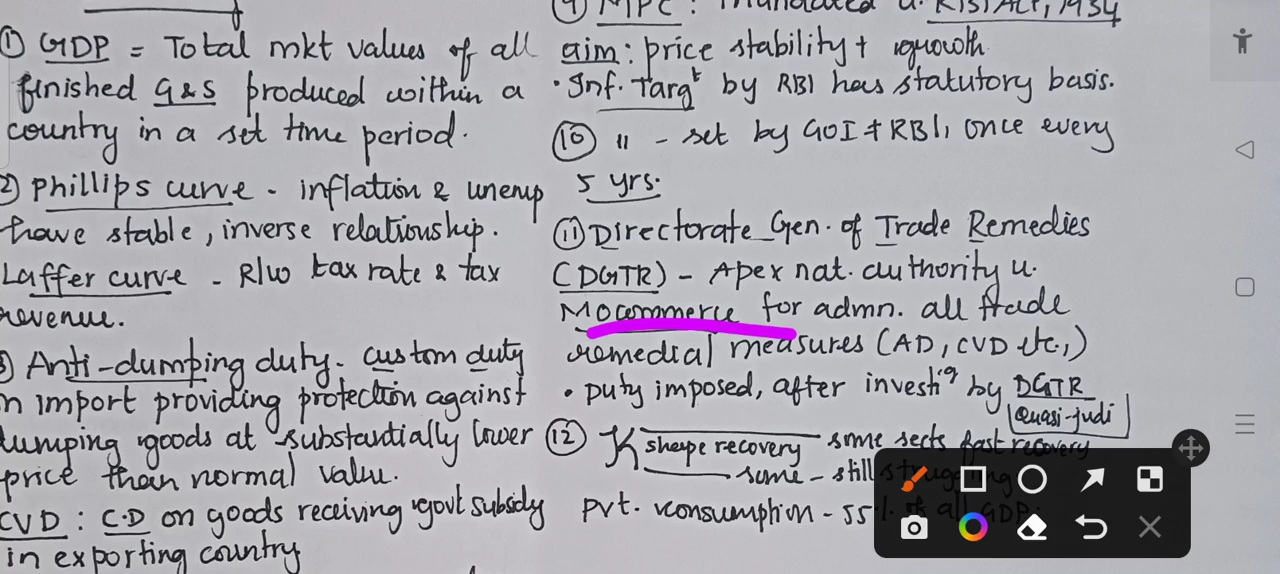 ① GDP = Total mkt values of all
finished G&S produced within a
country in a set time period.
2) Phillips curve - inflation & unemp
have stable, inverse relationship.
Laffer curve - R/w tax rate & tax
revenue.
Anti-dumping duty - custom duty
n import providing protection against
dumping goods at substantially lower
price than normal value.
CVD : C.D on goods receiving govt subsidy
in exporting country
9) MPC : Mandated u. RBI Act, 1934
aim: price stability + growth
• Inf. Targᵗ by RBI has statutory basis.
⑩ " - set by GOI + RBI, once every
5 yrs.
⑪ Directorate Gen. of Trade Remedies
(DGTR) - Apex nat. authority u.
Mocommerce for admn. all trade
remedial measures (AD, CVD etc.,)
• Duty imposed, after investiᵍ by DGTR
Quasi-judi
⑫ K shape recovery - some sects fast recovery
some - still struggling
Pvt. consumption - 55% of all GDP.